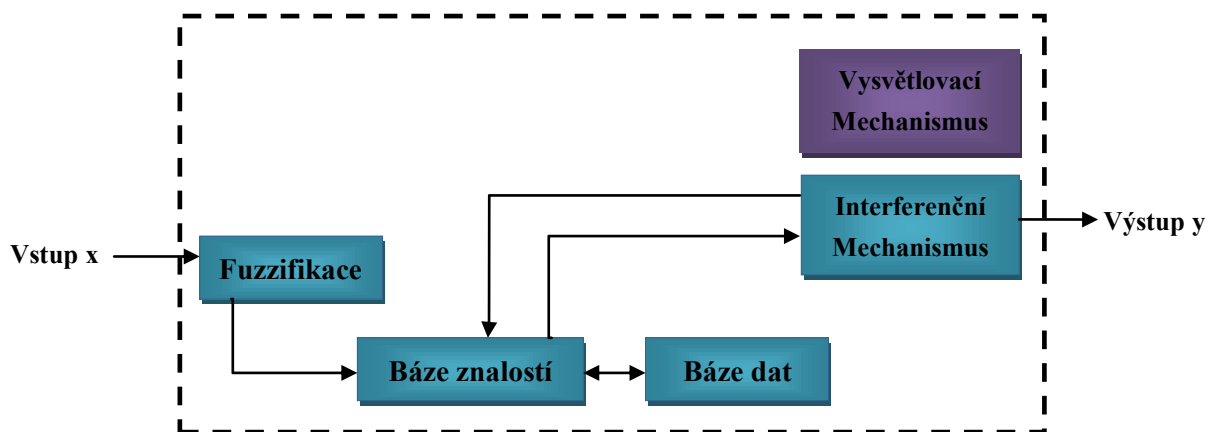 Vysvětlovací
Mechanismus
Interferenční
Mechanismus
Výstup y
Vstup x
Fuzzifikace
Báze znalostí
Báze dat